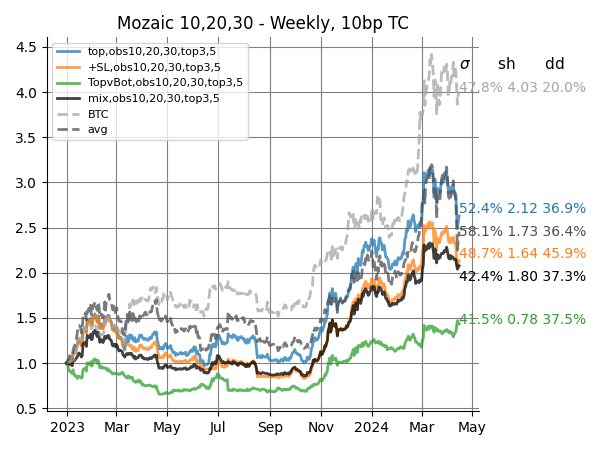 Mozaic 10,20,30 - Weekly, 10bp TC
top,obs10,20,30,top3,5
+SL,obs10,20,30,top3,5
TopvBot,obs10,20,30,top3,5
mix,obs10,20,30,top3,5
BTC
avg
σ sh dd
47.8% 4.03 20.0%
52.4% 2.12 36.9%
58.1% 1.73 36.4%
48.7% 1.64 45.9%
42.4% 1.80 37.3%
41.5% 0.78 37.5%
4.5
4.0
3.5
3.0
2.5
2.0
1.5
1.0
0.5
2023 Mar May Jul Sep Nov 2024 Mar May